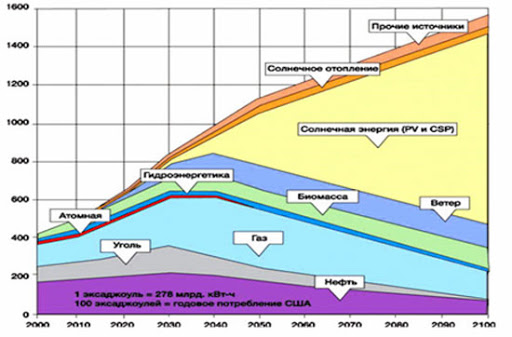 1600
1400
1200
1000
800
600
400
200
0
Прочие источники
Солнечное отопление
Солнечная энергия (PV и CSP)
Гидроэнергетика
Биомасса
Ветер
Атомная
Уголь
Газ
Нефть
1 эксаджоуль = 278 млрд. кВт-ч
100 эксаджоулей = годовое потребление США
2000 2010 2020 2030 2040 2050 2060 2070 2080 2090 2100